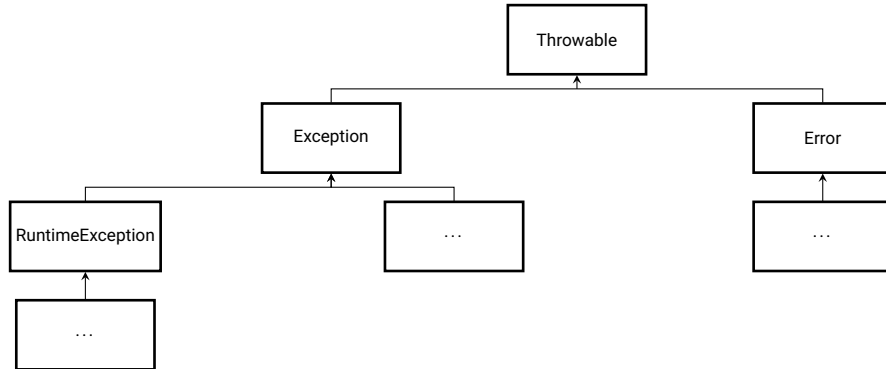 Throwable
Exception
Error
RuntimeException
...
...
...